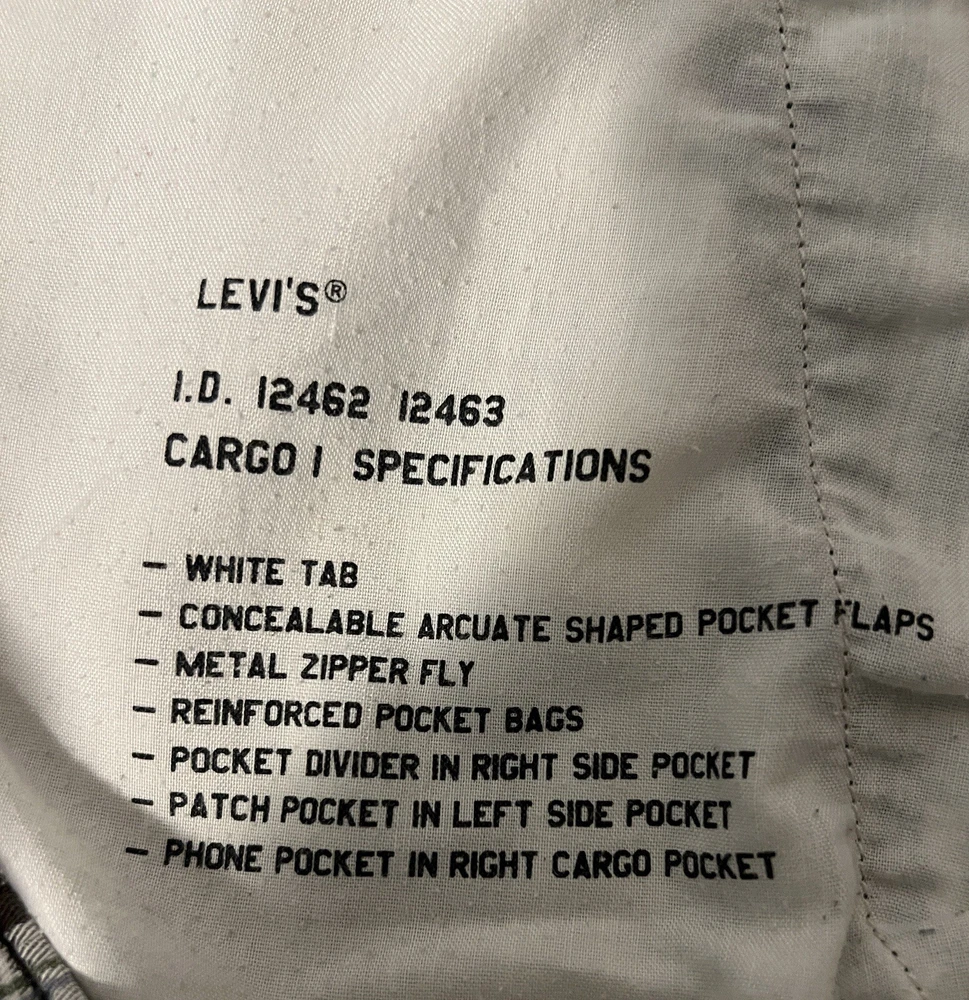 LEVI'S®
I.D. 12462 12463
CARGO I SPECIFICATIONS
– WHITE TAB
– CONCEALABLE ARCUATE SHAPED POCKET FLAPS
– METAL ZIPPER FLY
– REINFORCED POCKET BAGS
– POCKET DIVIDER IN RIGHT SIDE POCKET
– PATCH POCKET IN LEFT SIDE POCKET
– PHONE POCKET IN RIGHT CARGO POCKET